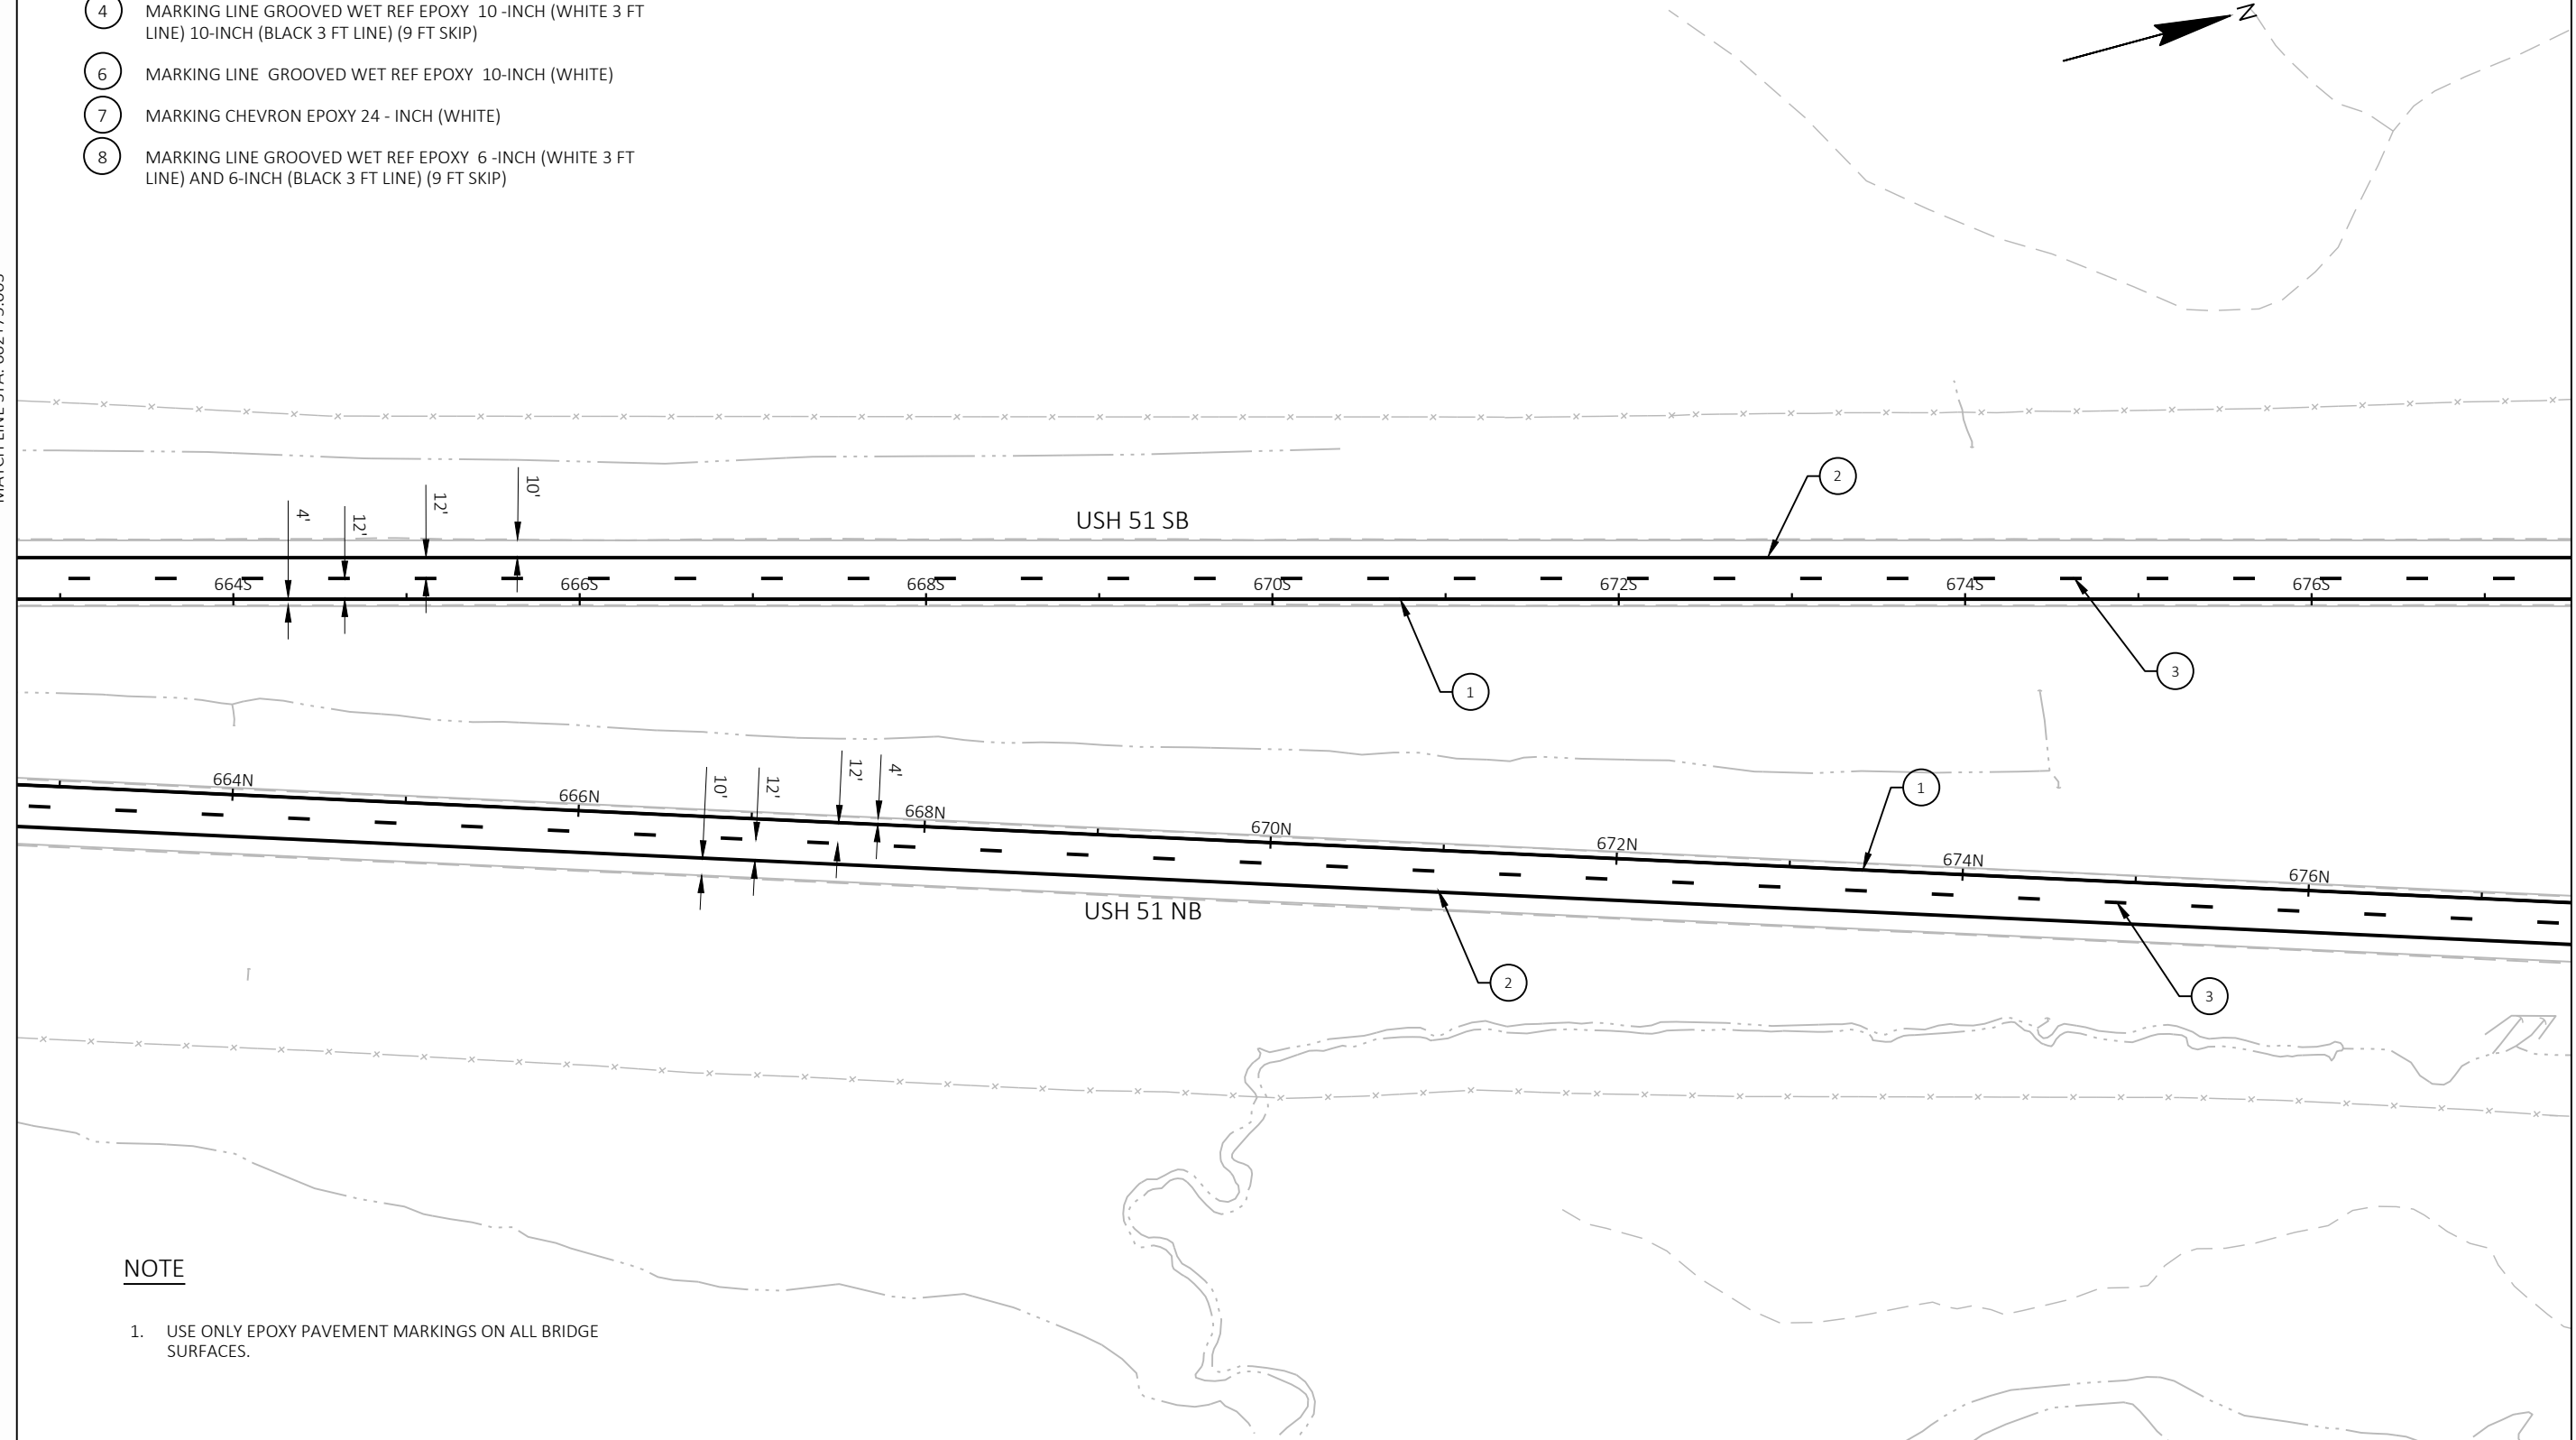 4 MARKING LINE GROOVED WET REF EPOXY 10 -INCH (WHITE 3 FT
LINE) 10-INCH (BLACK 3 FT LINE) (9 FT SKIP)
6 MARKING LINE GROOVED WET REF EPOXY 10-INCH (WHITE)
7 MARKING CHEVRON EPOXY 24 - INCH (WHITE)
8 MARKING LINE GROOVED WET REF EPOXY 6 -INCH (WHITE 3 FT
LINE) AND 6-INCH (BLACK 3 FT LINE) (9 FT SKIP)
N
MATCH LINE STA.
4'
12'
12'
10'
USH 51 SB
2
664S
666S
668S
670S
672S
674S
676S
1
3
10'
12'
12'
4'
1
664N
666N
668N
670N
672N
674N
676N
USH 51 NB
2
3
NOTE
1. USE ONLY EPOXY PAVEMENT MARKINGS ON ALL BRIDGE
SURFACES.